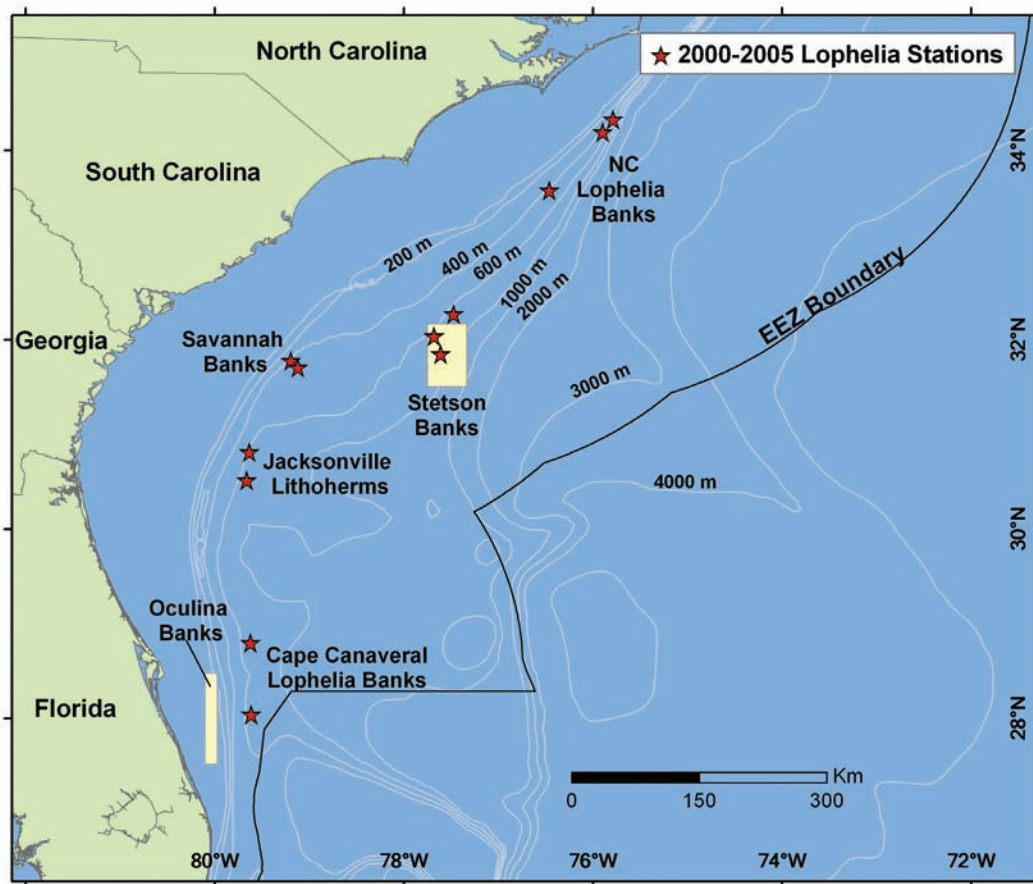 North Carolina
★ 2000-2005 Lophelia Stations
South Carolina
34°N
NC
Lophelia
Banks
200 m
400 m
600 m
1000 m
2000 m
EEZ Boundary
Georgia
Savannah
Banks
32°N
3000 m
Stetson
Banks
Jacksonville
Lithoherms
4000 m
30°N
Oculina
Banks
Cape Canaveral
Lophelia Banks
Florida
28°N
Km
0 150 300
80°W 78°W 76°W 74°W 72°W